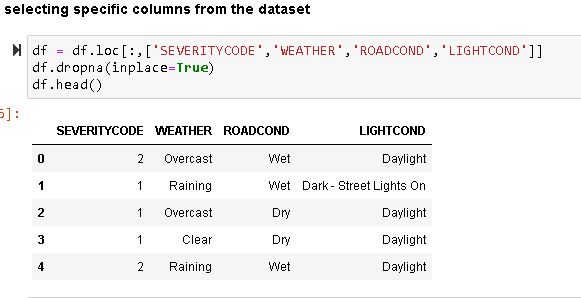 selecting specific columns from the dataset
df = df.loc[:,['SEVERITYCODE','WEATHER','ROADCOND','LIGHTCOND']]
df.dropna(inplace=True)
df.head()
]:
SEVERITYCODE WEATHER ROADCOND LIGHTCOND
0 2 Overcast Wet Daylight
1 1 Raining Wet Dark - Street Lights On
2 1 Overcast Dry Daylight
3 1 Clear Dry Daylight
4 2 Raining Wet Daylight